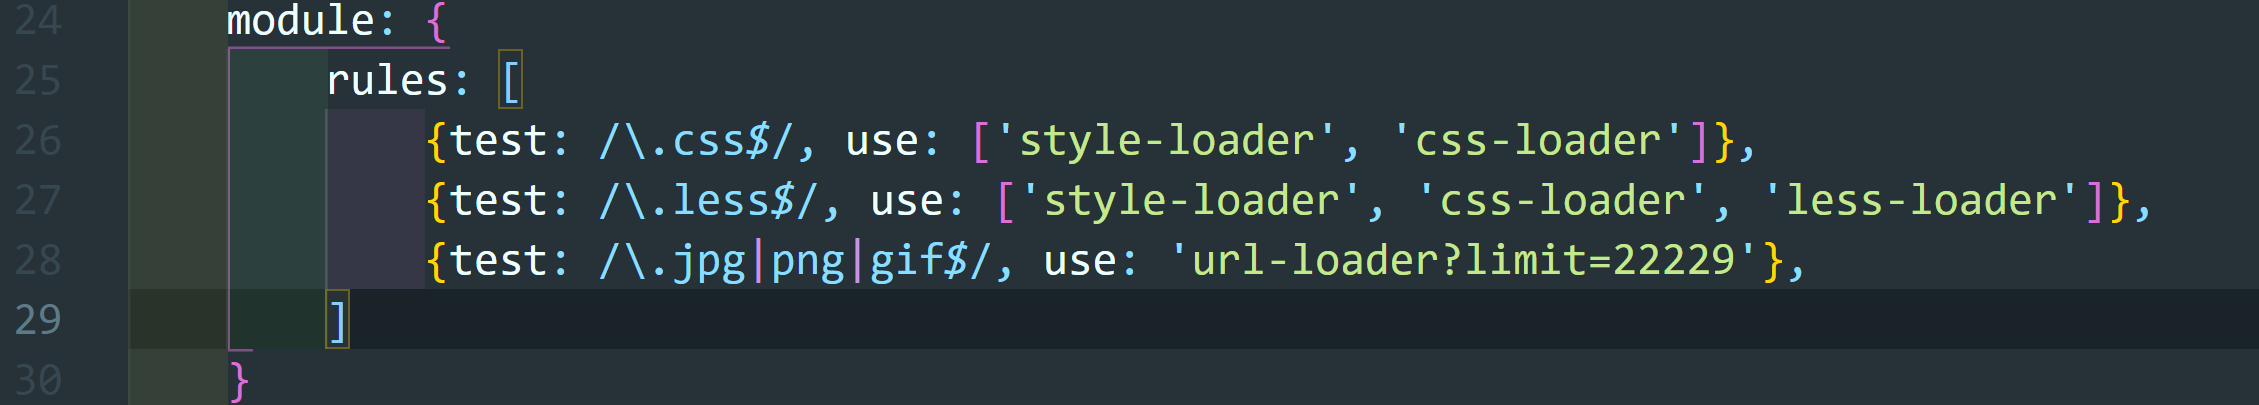 24 module: {
25 rules: [
26 {test: /\.css$/, use: ['style-loader', 'css-loader']},
27 {test: /\.less$/, use: ['style-loader', 'css-loader', 'less-loader']},
28 {test: /\.jpg|png|gif$/, use: 'url-loader?limit=22229'},
29 ]
30 }